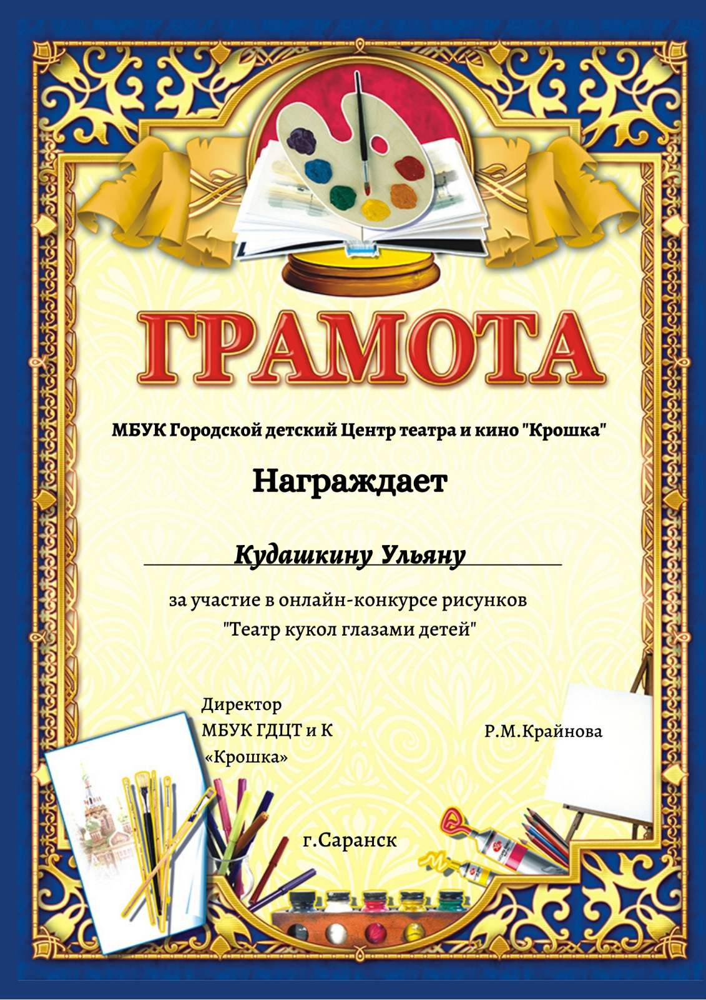 ГРАМОТА
МБУК Городской детский Центр театра и кино "Крошка"
Награждает
Кудашкину Ульяну
за участие в онлайн-конкурсе рисунков
"Театр кукол глазами детей"
Директор
МБУК ГДЦТ и К
«Крошка»
Р.М.Крайнова
г.Саранск